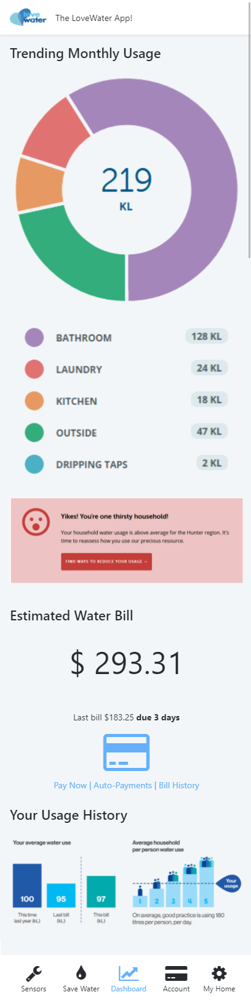 love
water
The LoveWater App!
Trending Monthly Usage
219
KL
BATHROOM 128 KL
LAUNDRY 24 KL
KITCHEN 18 KL
OUTSIDE 47 KL
DRIPPING TAPS 2 KL
Yikes! You're one thirsty household!
Your household water usage is above average for the Hunter region. It's
time to reassess how you use our precious resource.
FIND WAYS TO REDUCE YOUR USAGE →
Estimated Water Bill
$ 293.31
Last bill $183.25 due 3 days
Pay Now | Auto-Payments | Bill History
Your Usage History
Your average water use
100
95
97
This time
last year (kL)
Last bill
(kL)
This bill
(kL)
Average household
per person water use
Your
usage
1 2 3 4 5
On average, good practice is using 180
litres per person, per day.
Sensors
Save Water
Dashboard
Account
My Home